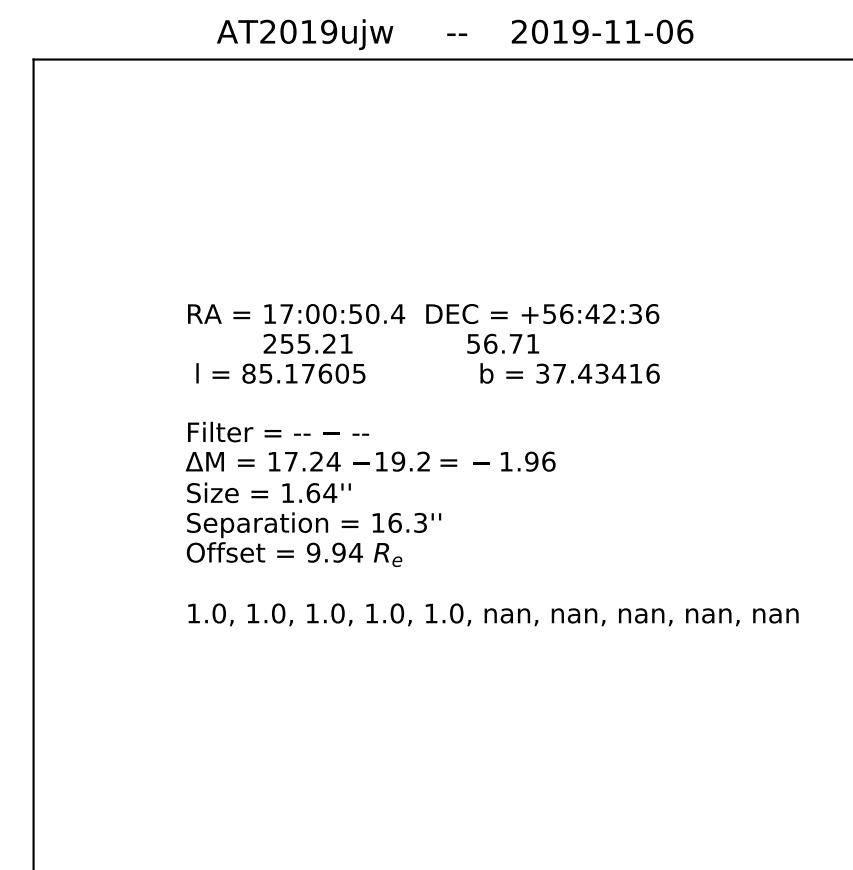 AT2019ujw -- 2019-11-06
RA = 17:00:50.4 DEC = +56:42:36
255.21 56.71
l = 85.17605 b = 37.43416
Filter = -- − --
ΔM = 17.24 −19.2 = − 1.96
Size = 1.64''
Separation = 16.3''
Offset = 9.94 Rₑ
1.0, 1.0, 1.0, 1.0, 1.0, nan, nan, nan, nan, nan